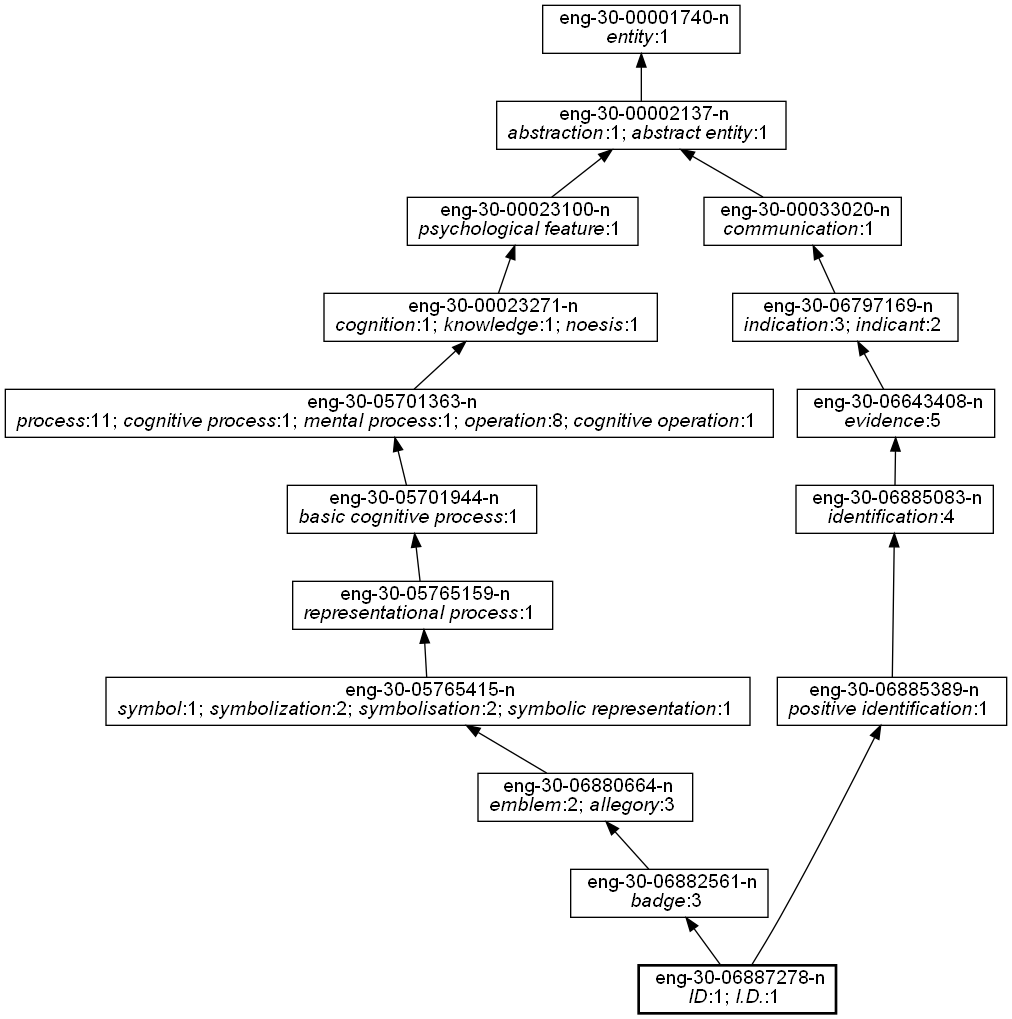 eng-30-00001740-n
entity:1
eng-30-00002137-n
abstraction:1; abstract entity:1
eng-30-00023100-n
psychological feature:1
eng-30-00033020-n
communication:1
eng-30-00023271-n
cognition:1; knowledge:1; noesis:1
eng-30-06797169-n
indication:3; indicant:2
eng-30-05701363-n
process:11; cognitive process:1; mental process:1; operation:8; cognitive operation:1
eng-30-06643408-n
evidence:5
eng-30-05701944-n
basic cognitive process:1
eng-30-06885083-n
identification:4
eng-30-05765159-n
representational process:1
eng-30-05765415-n
symbol:1; symbolization:2; symbolisation:2; symbolic representation:1
eng-30-06885389-n
positive identification:1
eng-30-06880664-n
emblem:2; allegory:3
eng-30-06882561-n
badge:3
eng-30-06887278-n
ID:1; I.D.:1